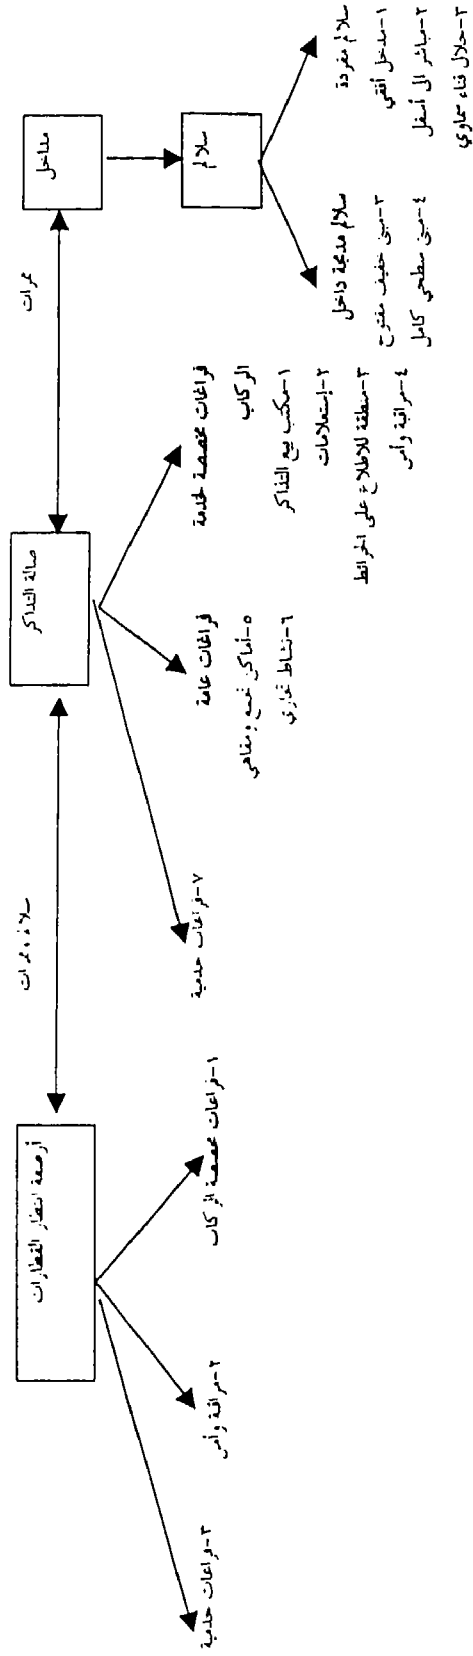 مداخل
ممرات
صالة التذاكر
سلالم وممرات
أرصفة انتظار القطارات
سلالم
سلالم مفردة
١-مدخل أفقي
٢-مباشر الى أسفل
٣-خلال فناء سماوي
سلالم مدمجة داخل
٣-مبنى خفيف مفتوح
٤-مبنى سطحي كامل
فراغات مخصصة لخدمة
الركاب
١-مكتب بيع التذاكر
٢-إستعلامات
٣-منطقة للاطلاع على الخرائط
٤-مراقبة وأمن
فراغات عامة
٥-أماكن تجمع ومقاهي
٦-نشاط تجاري
٧-فراغات خدمية
١-فراغات مخصصة للركاب
٢-مراقبة وأمن
٣-فراغات خدمية